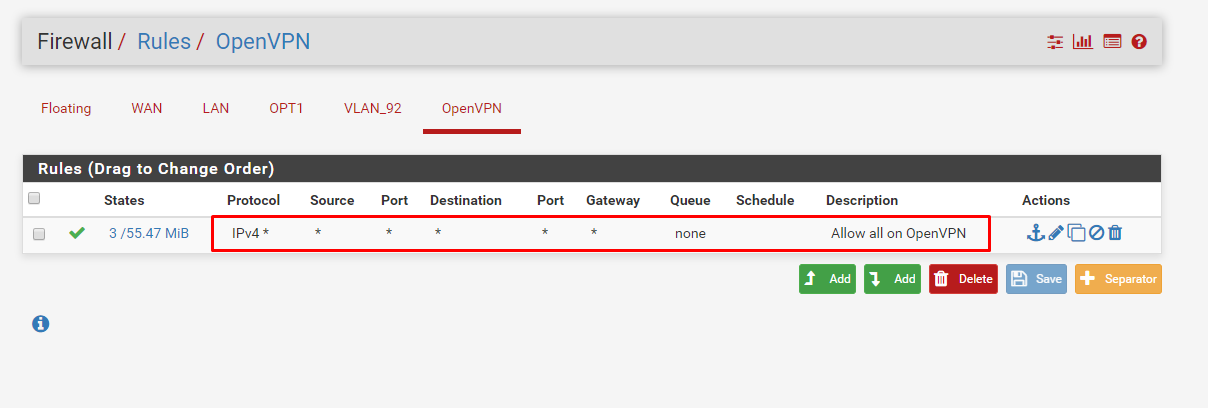 Firewall / Rules / OpenVPN
Floating WAN LAN OPT1 VLAN_92 OpenVPN
Rules (Drag to Change Order)
States Protocol Source Port Destination Port Gateway Queue Schedule Description Actions
3 /55.47 MiB IPv4 * * * * * * none Allow all on OpenVPN
Add Add Delete Save Separator